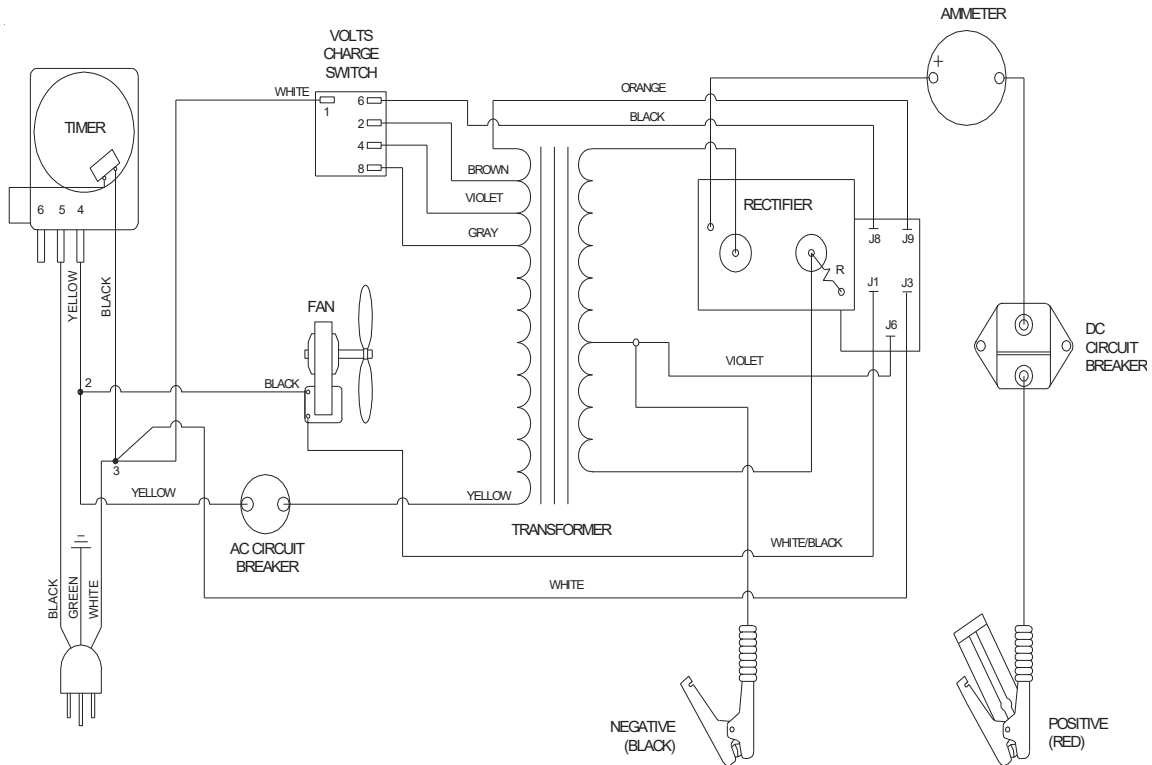 AMMETER
VOLTS
CHARGE
SWITCH
+
WHITE
ORANGE
6
1
BLACK
2
TIMER
4
8
BROWN
VIOLET
RECTIFIER
6 5 4
GRAY
J8 J9
R
J1 J3
YELLOW
BLACK
FAN
J6
DC
CIRCUIT
BREAKER
VIOLET
2
BLACK
3
YELLOW
YELLOW
TRANSFORMER
WHITE/BLACK
AC CIRCUIT
BREAKER
BLACK
GREEN
WHITE
WHITE
NEGATIVE
(BLACK)
POSITIVE
(RED)